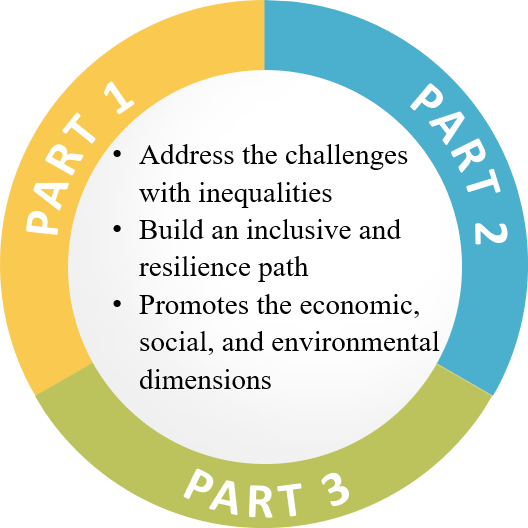 PART 1
PART 2
• Address the challenges
with inequalities
• Build an inclusive and
resilience path
• Promotes the economic,
social, and environmental
dimensions
PART 3